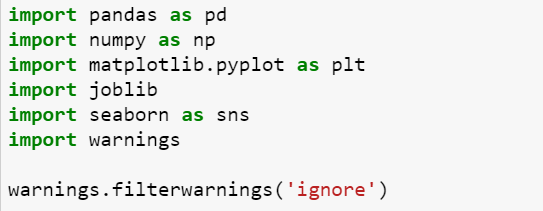 import pandas as pd
import numpy as np
import matplotlib.pyplot as plt
import joblib
import seaborn as sns
import warnings
warnings.filterwarnings('ignore')